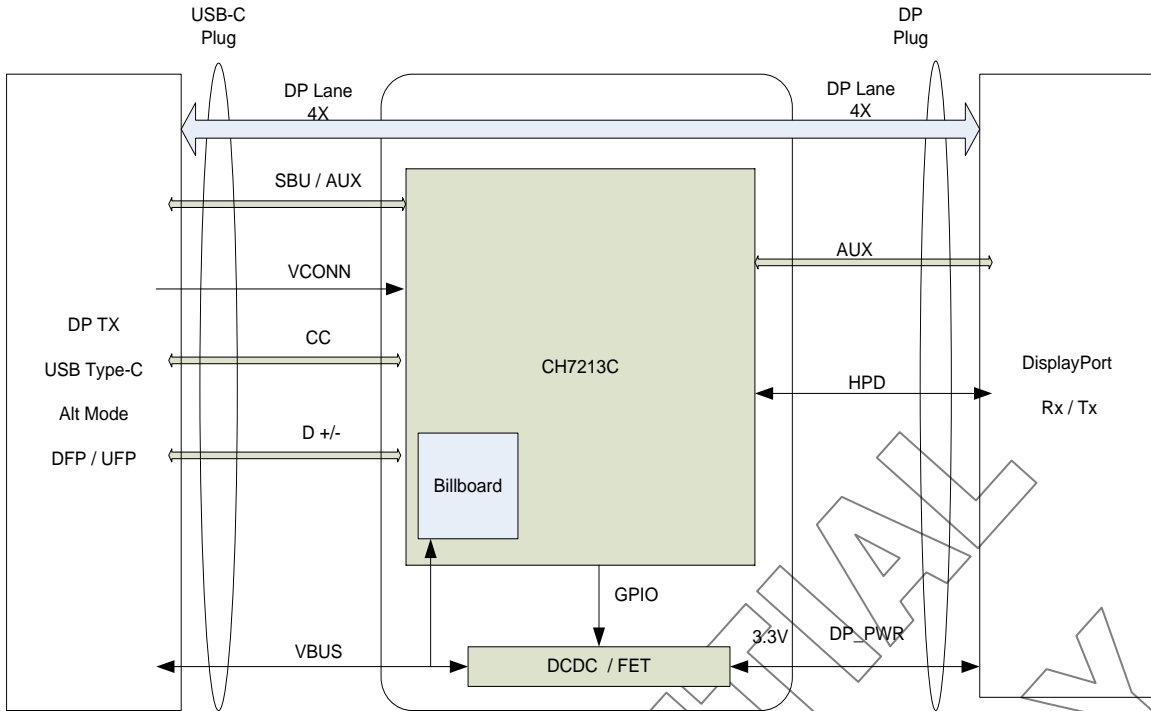 USB-C
Plug
DP
Plug
DP Lane
4X
DP Lane
4X
SBU / AUX
AUX
VCONN
DP TX
USB Type-C
Alt Mode
DFP / UFP
CC
CH7213C
HPD
DisplayPort
Rx / Tx
D +/-
Billboard
GPIO
VBUS
DCDC / FET
3.3V
DP_PWR
TIAL
Y